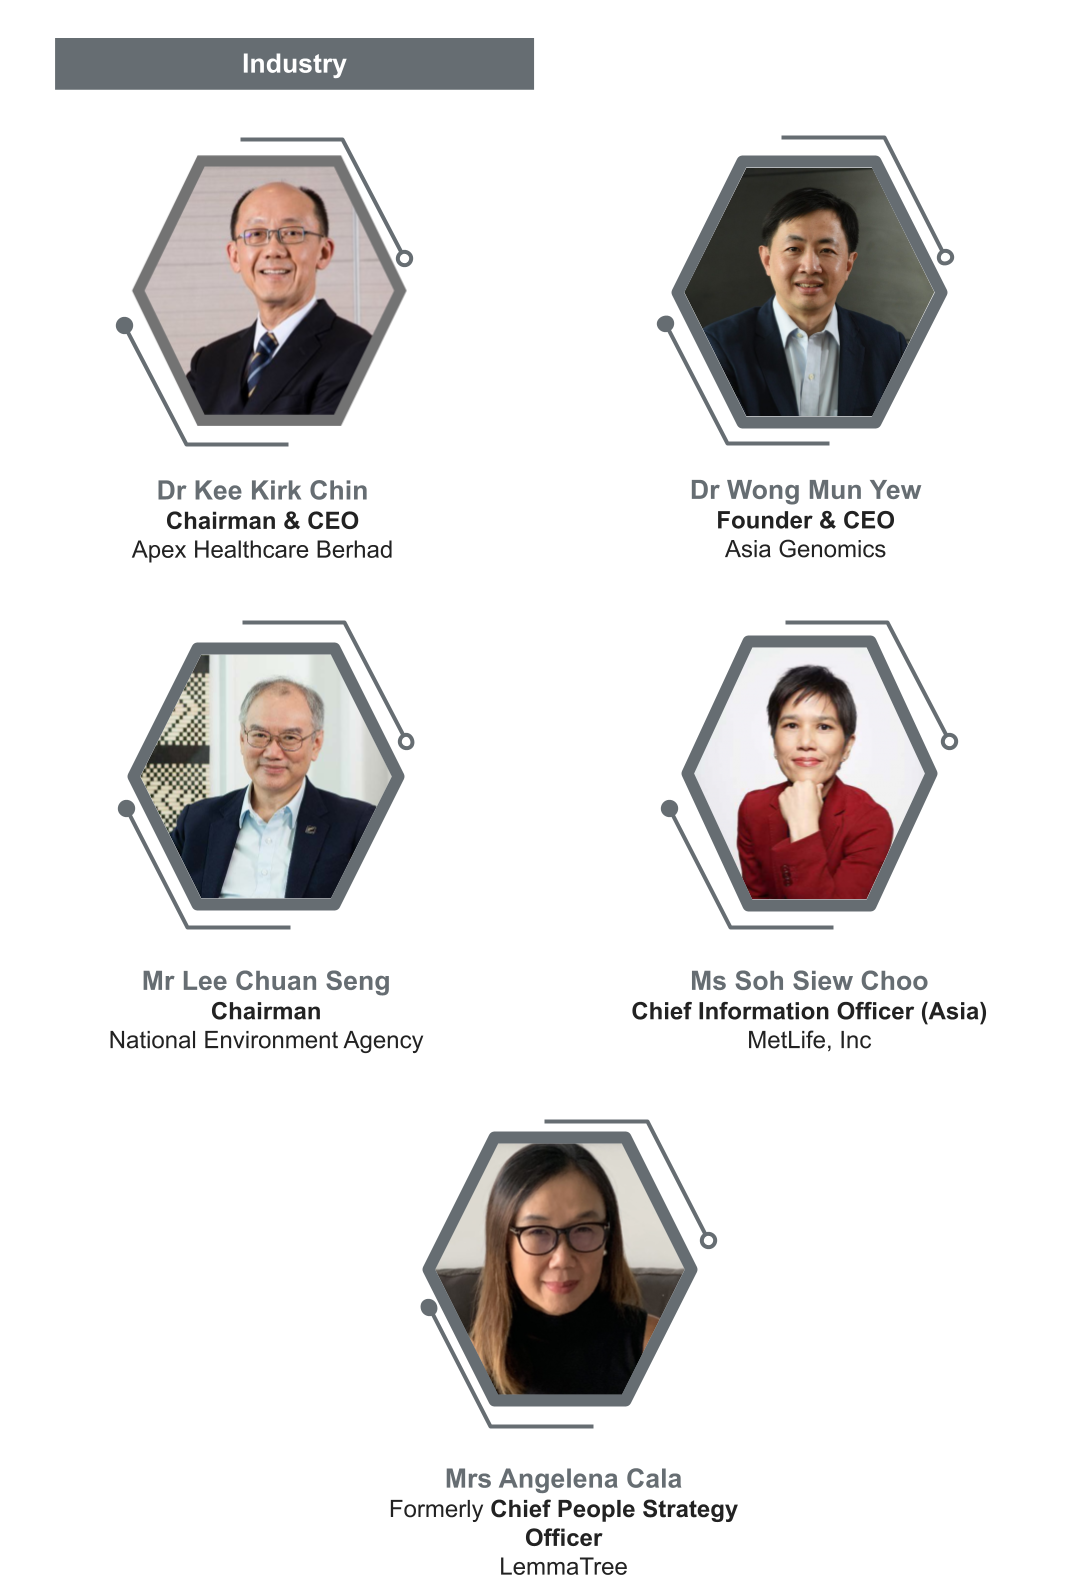 Industry
Dr Kee Kirk Chin
Chairman & CEO
Apex Healthcare Berhad
Dr Wong Mun Yew
Founder & CEO
Asia Genomics
Mr Lee Chuan Seng
Chairman
National Environment Agency
Ms Soh Siew Choo
Chief Information Officer (Asia)
MetLife, Inc
Mrs Angelena Cala
Formerly Chief People Strategy
Officer
LemmaTree